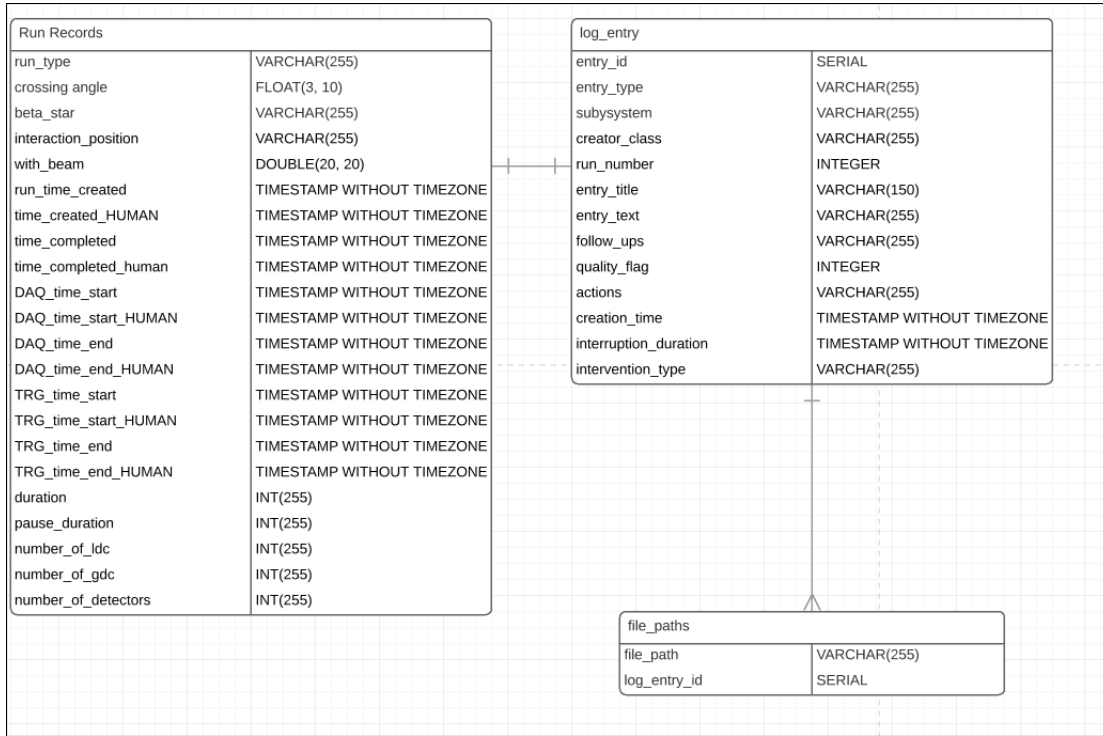 Run Records
run_type VARCHAR(255)
crossing angle FLOAT(3, 10)
beta_star VARCHAR(255)
interaction_position VARCHAR(255)
with_beam DOUBLE(20, 20)
run_time_created TIMESTAMP WITHOUT TIMEZONE
time_created_HUMAN TIMESTAMP WITHOUT TIMEZONE
time_completed TIMESTAMP WITHOUT TIMEZONE
time_completed_human TIMESTAMP WITHOUT TIMEZONE
DAQ_time_start TIMESTAMP WITHOUT TIMEZONE
DAQ_time_start_HUMAN TIMESTAMP WITHOUT TIMEZONE
DAQ_time_end TIMESTAMP WITHOUT TIMEZONE
DAQ_time_end_HUMAN TIMESTAMP WITHOUT TIMEZONE
TRG_time_start TIMESTAMP WITHOUT TIMEZONE
TRG_time_start_HUMAN TIMESTAMP WITHOUT TIMEZONE
TRG_time_end TIMESTAMP WITHOUT TIMEZONE
TRG_time_end_HUMAN TIMESTAMP WITHOUT TIMEZONE
duration INT(255)
pause_duration INT(255)
number_of_ldc INT(255)
number_of_gdc INT(255)
number_of_detectors INT(255)
log_entry
entry_id SERIAL
entry_type VARCHAR(255)
subysystem VARCHAR(255)
creator_class VARCHAR(255)
run_number INTEGER
entry_title VARCHAR(150)
entry_text VARCHAR(255)
follow_ups VARCHAR(255)
quality_flag INTEGER
actions VARCHAR(255)
creation_time TIMESTAMP WITHOUT TIMEZONE
interruption_duration TIMESTAMP WITHOUT TIMEZONE
intervention_type VARCHAR(255)
file_paths
file_path VARCHAR(255)
log_entry_id SERIAL